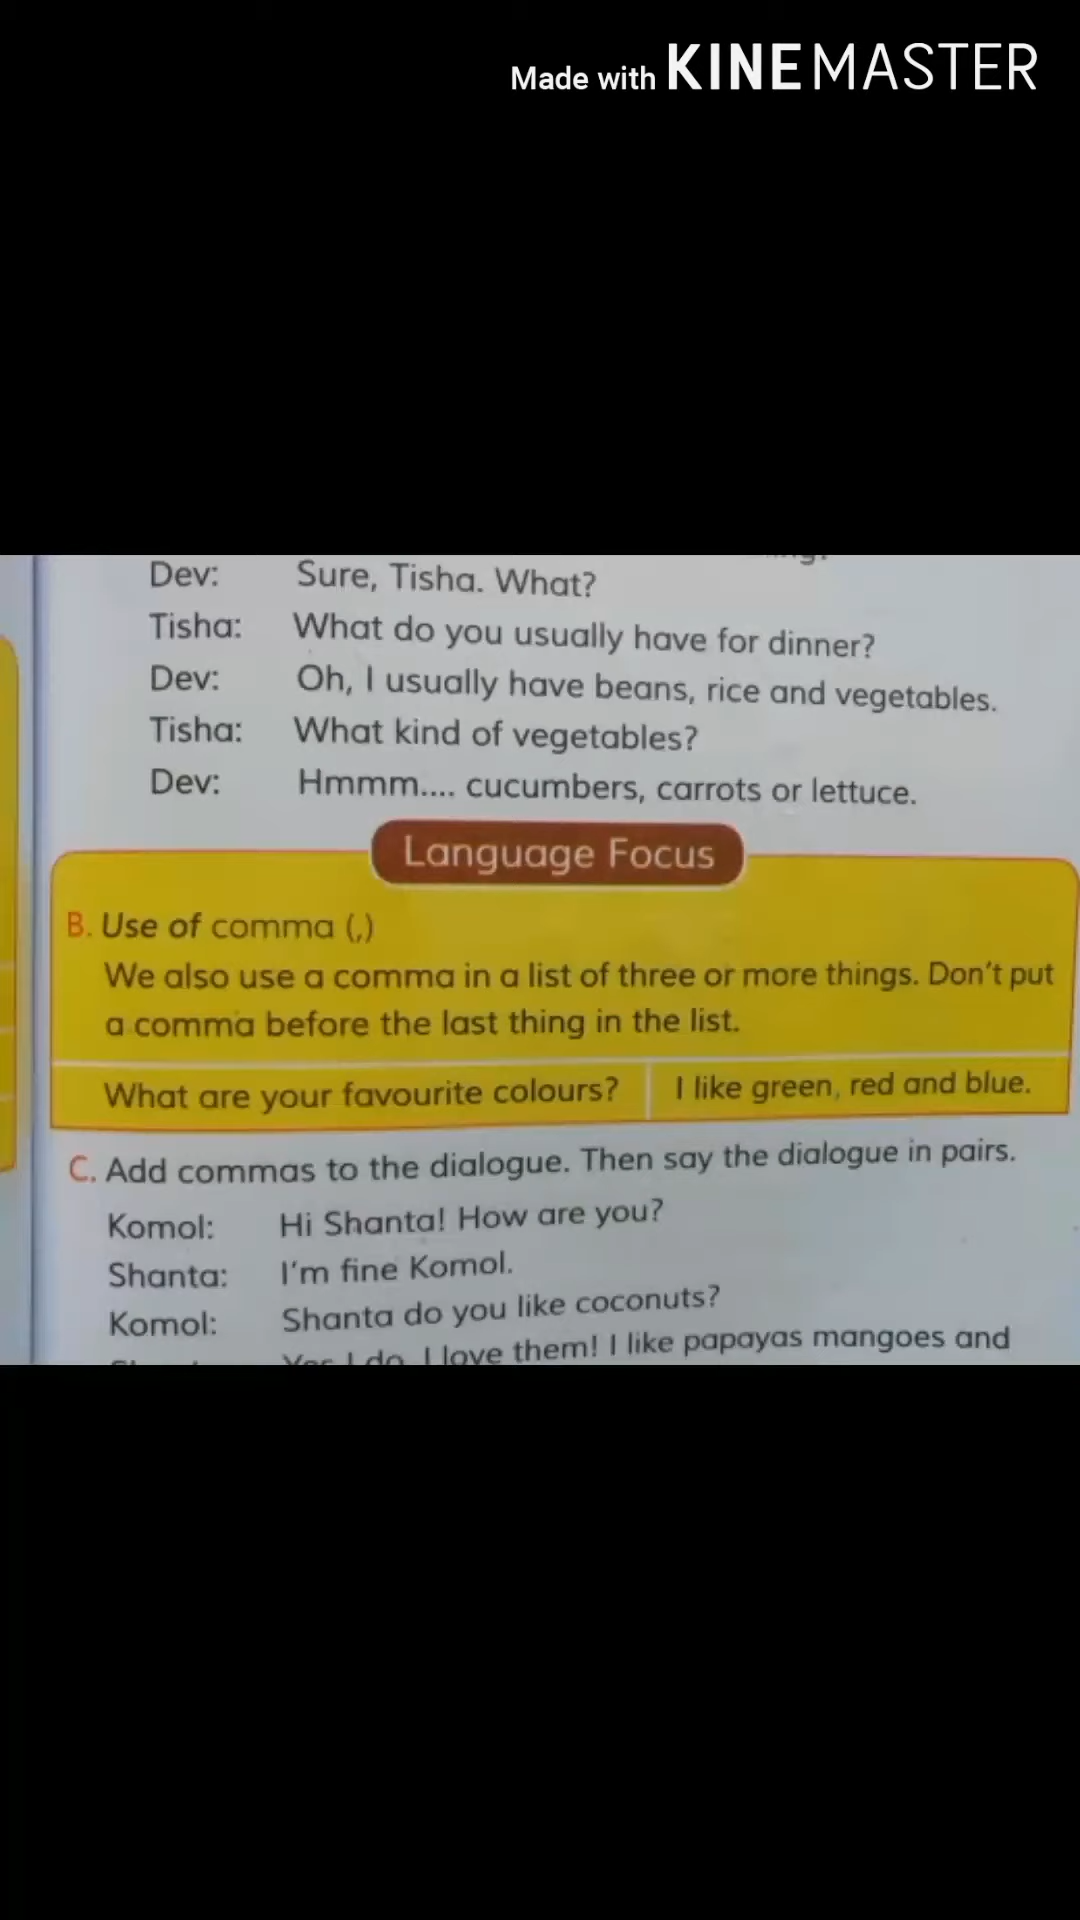 Made with KINEMASTER
Dev: Sure, Tisha. What?
Tisha: What do you usually have for dinner?
Dev: Oh, I usually have beans, rice and vegetables.
Tisha: What kind of vegetables?
Dev: Hmmm.... cucumbers, carrots or lettuce.
Language Focus
B. Use of comma (,)
We also use a comma in a list of three or more things. Don't put
a comma before the last thing in the list.
What are your favourite colours? I like green, red and blue.
C. Add commas to the dialogue. Then say the dialogue in pairs.
Komol: Hi Shanta! How are you?
Shanta: I'm fine Komol.
Komol: Shanta do you like coconuts?
Yes I do. I love them! I like papayas mangoes and